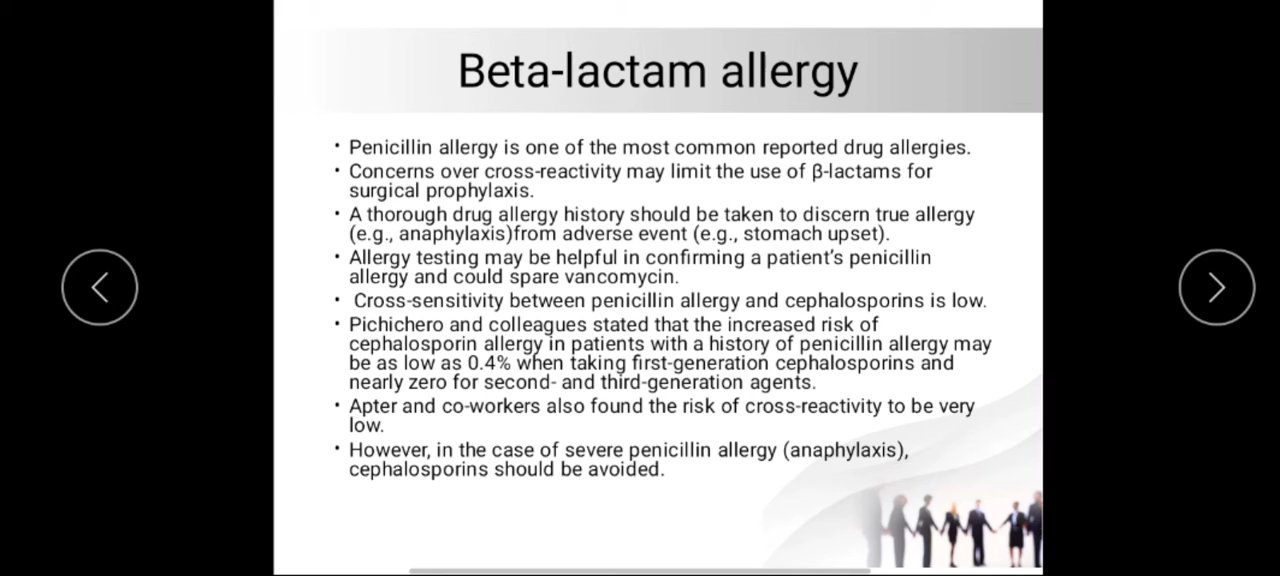 Beta-lactam allergy
• Penicillin allergy is one of the most common reported drug allergies.
• Concerns over cross-reactivity may limit the use of β-lactams for
surgical prophylaxis.
• A thorough drug allergy history should be taken to discern true allergy
(e.g., anaphylaxis)from adverse event (e.g., stomach upset).
• Allergy testing may be helpful in confirming a patient's penicillin
allergy and could spare vancomycin.
• Cross-sensitivity between penicillin allergy and cephalosporins is low.
• Pichichero and colleagues stated that the increased risk of
cephalosporin allergy in patients with a history of penicillin allergy may
be as low as 0.4% when taking first-generation cephalosporins and
nearly zero for second- and third-generation agents.
• Apter and co-workers also found the risk of cross-reactivity to be very
low.
• However, in the case of severe penicillin allergy (anaphylaxis),
cephalosporins should be avoided.